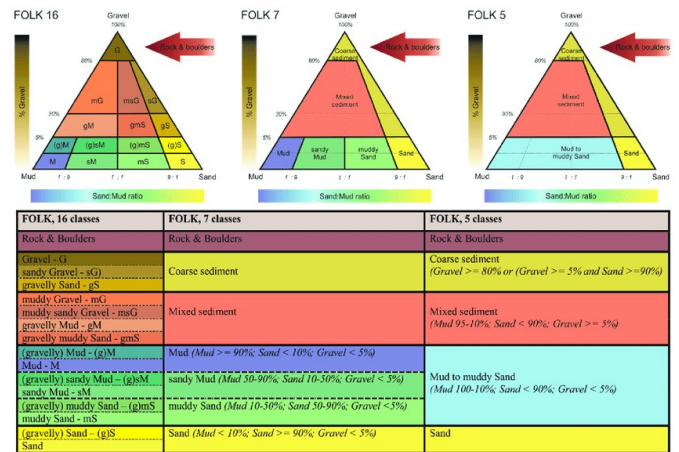 FOLK 16
Gravel
100%
G
Rock & boulders
80%
% Gravel
mG
msG
sG
30%
gM
gmS
gS
5%
(g)M
(g)sM
(g)mS
(g)S
M
sM
mS
S
Mud
1 : 9
1 : 1
9 : 1
Sand
Sand:Mud ratio
FOLK 7
Gravel
100%
Coarse
sediment
Rock & boulders
80%
% Gravel
Mixed
sediment
30%
5%
Mud
sandy
Mud
muddy
Sand
Sand
Mud
1 : 9
1 : 1
9 : 1
Sand
Sand:Mud ratio
FOLK 5
Gravel
100%
Coarse
sediment
Rock & boulders
80%
% Gravel
Mixed
sediment
5%
Mud to
muddy Sand
Sand
Mud
1 : 9
1 : 1
9 : 1
Sand
Sand:Mud ratio
FOLK, 16 classes
FOLK, 7 classes
FOLK, 5 classes
Rock & Boulders
Rock & Boulders
Rock & Boulders
Gravel - G
sandy Gravel - sG)
gravelly Sand - gS
Coarse sediment
Coarse sediment
(Gravel >= 80% or (Gravel >= 5% and Sand >=90%)
muddy Gravel - mG
muddy sandy Gravel - msG
gravelly Mud - gM
gravelly muddy Sand - gmS
Mixed sediment
Mixed sediment
(Mud 95-10%; Sand < 90%; Gravel >= 5%)
(gravelly) Mud - (g)M
Mud - M
Mud (Mud >= 90%; Sand < 10%; Gravel < 5%)
(gravelly) sandy Mud – (g)sM
sandy Mud - sM
sandy Mud (Mud 50-90%; Sand 10-50%; Gravel < 5%)
(gravelly) muddy Sand – (g)mS
muddy Sand - mS
muddy Sand (Mud 10-50%; Sand 50-90%; Gravel <5%)
Mud to muddy Sand
(Mud 100-10%; Sand < 90%; Gravel < 5%)
(gravelly) Sand – (g)S
Sand
Sand (Mud < 10%; Sand >= 90%; Gravel < 5%)
Sand